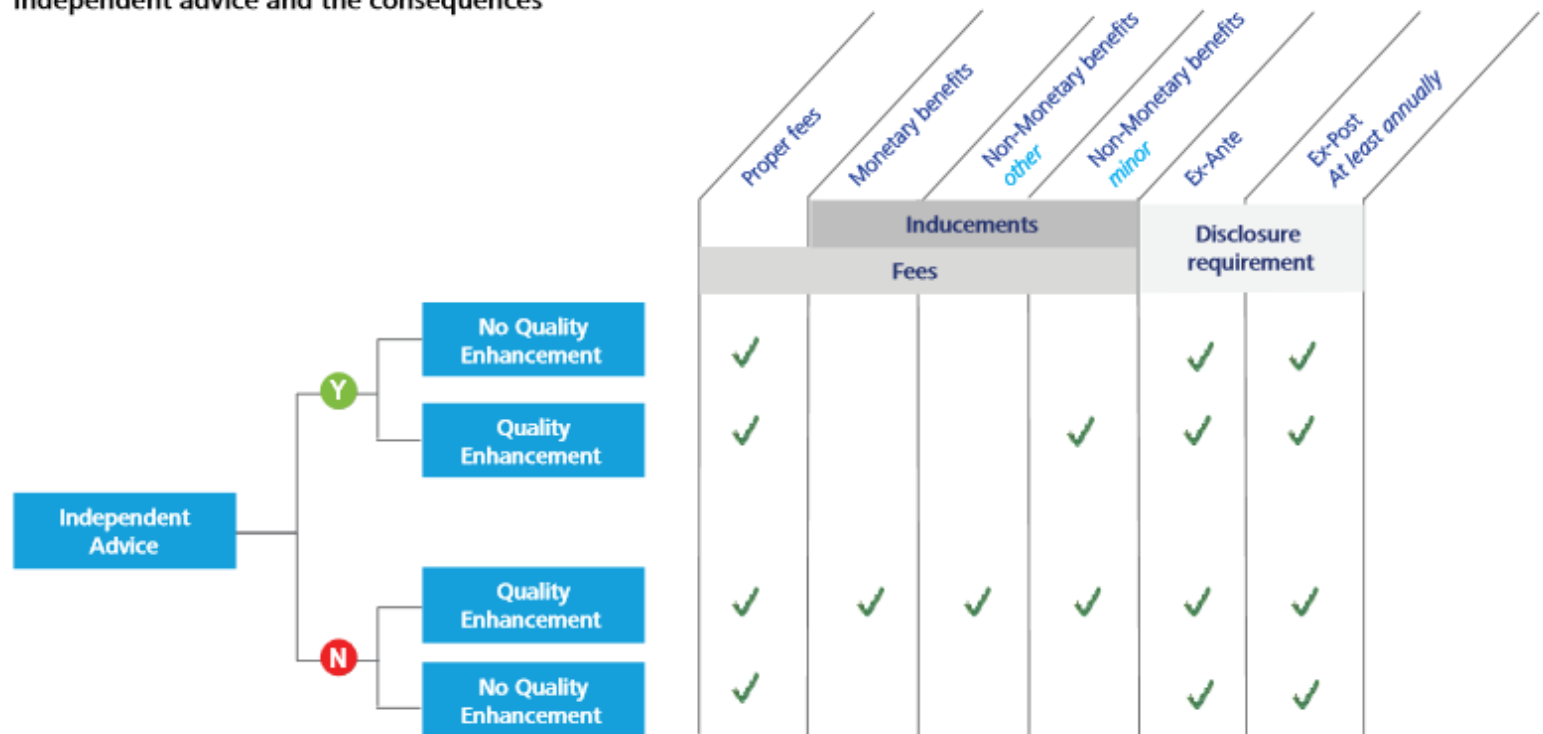 Independent advice and the consequences
Proper fees
Monetary benefits
Non-Monetary benefits
other
Non-Monetary benefits
minor
Ex-Ante
Ex-Post
At least annually
Inducements
Disclosure
requirement
Fees
No Quality
Enhancement
Y
Quality
Enhancement
Independent
Advice
Quality
Enhancement
N
No Quality
Enhancement